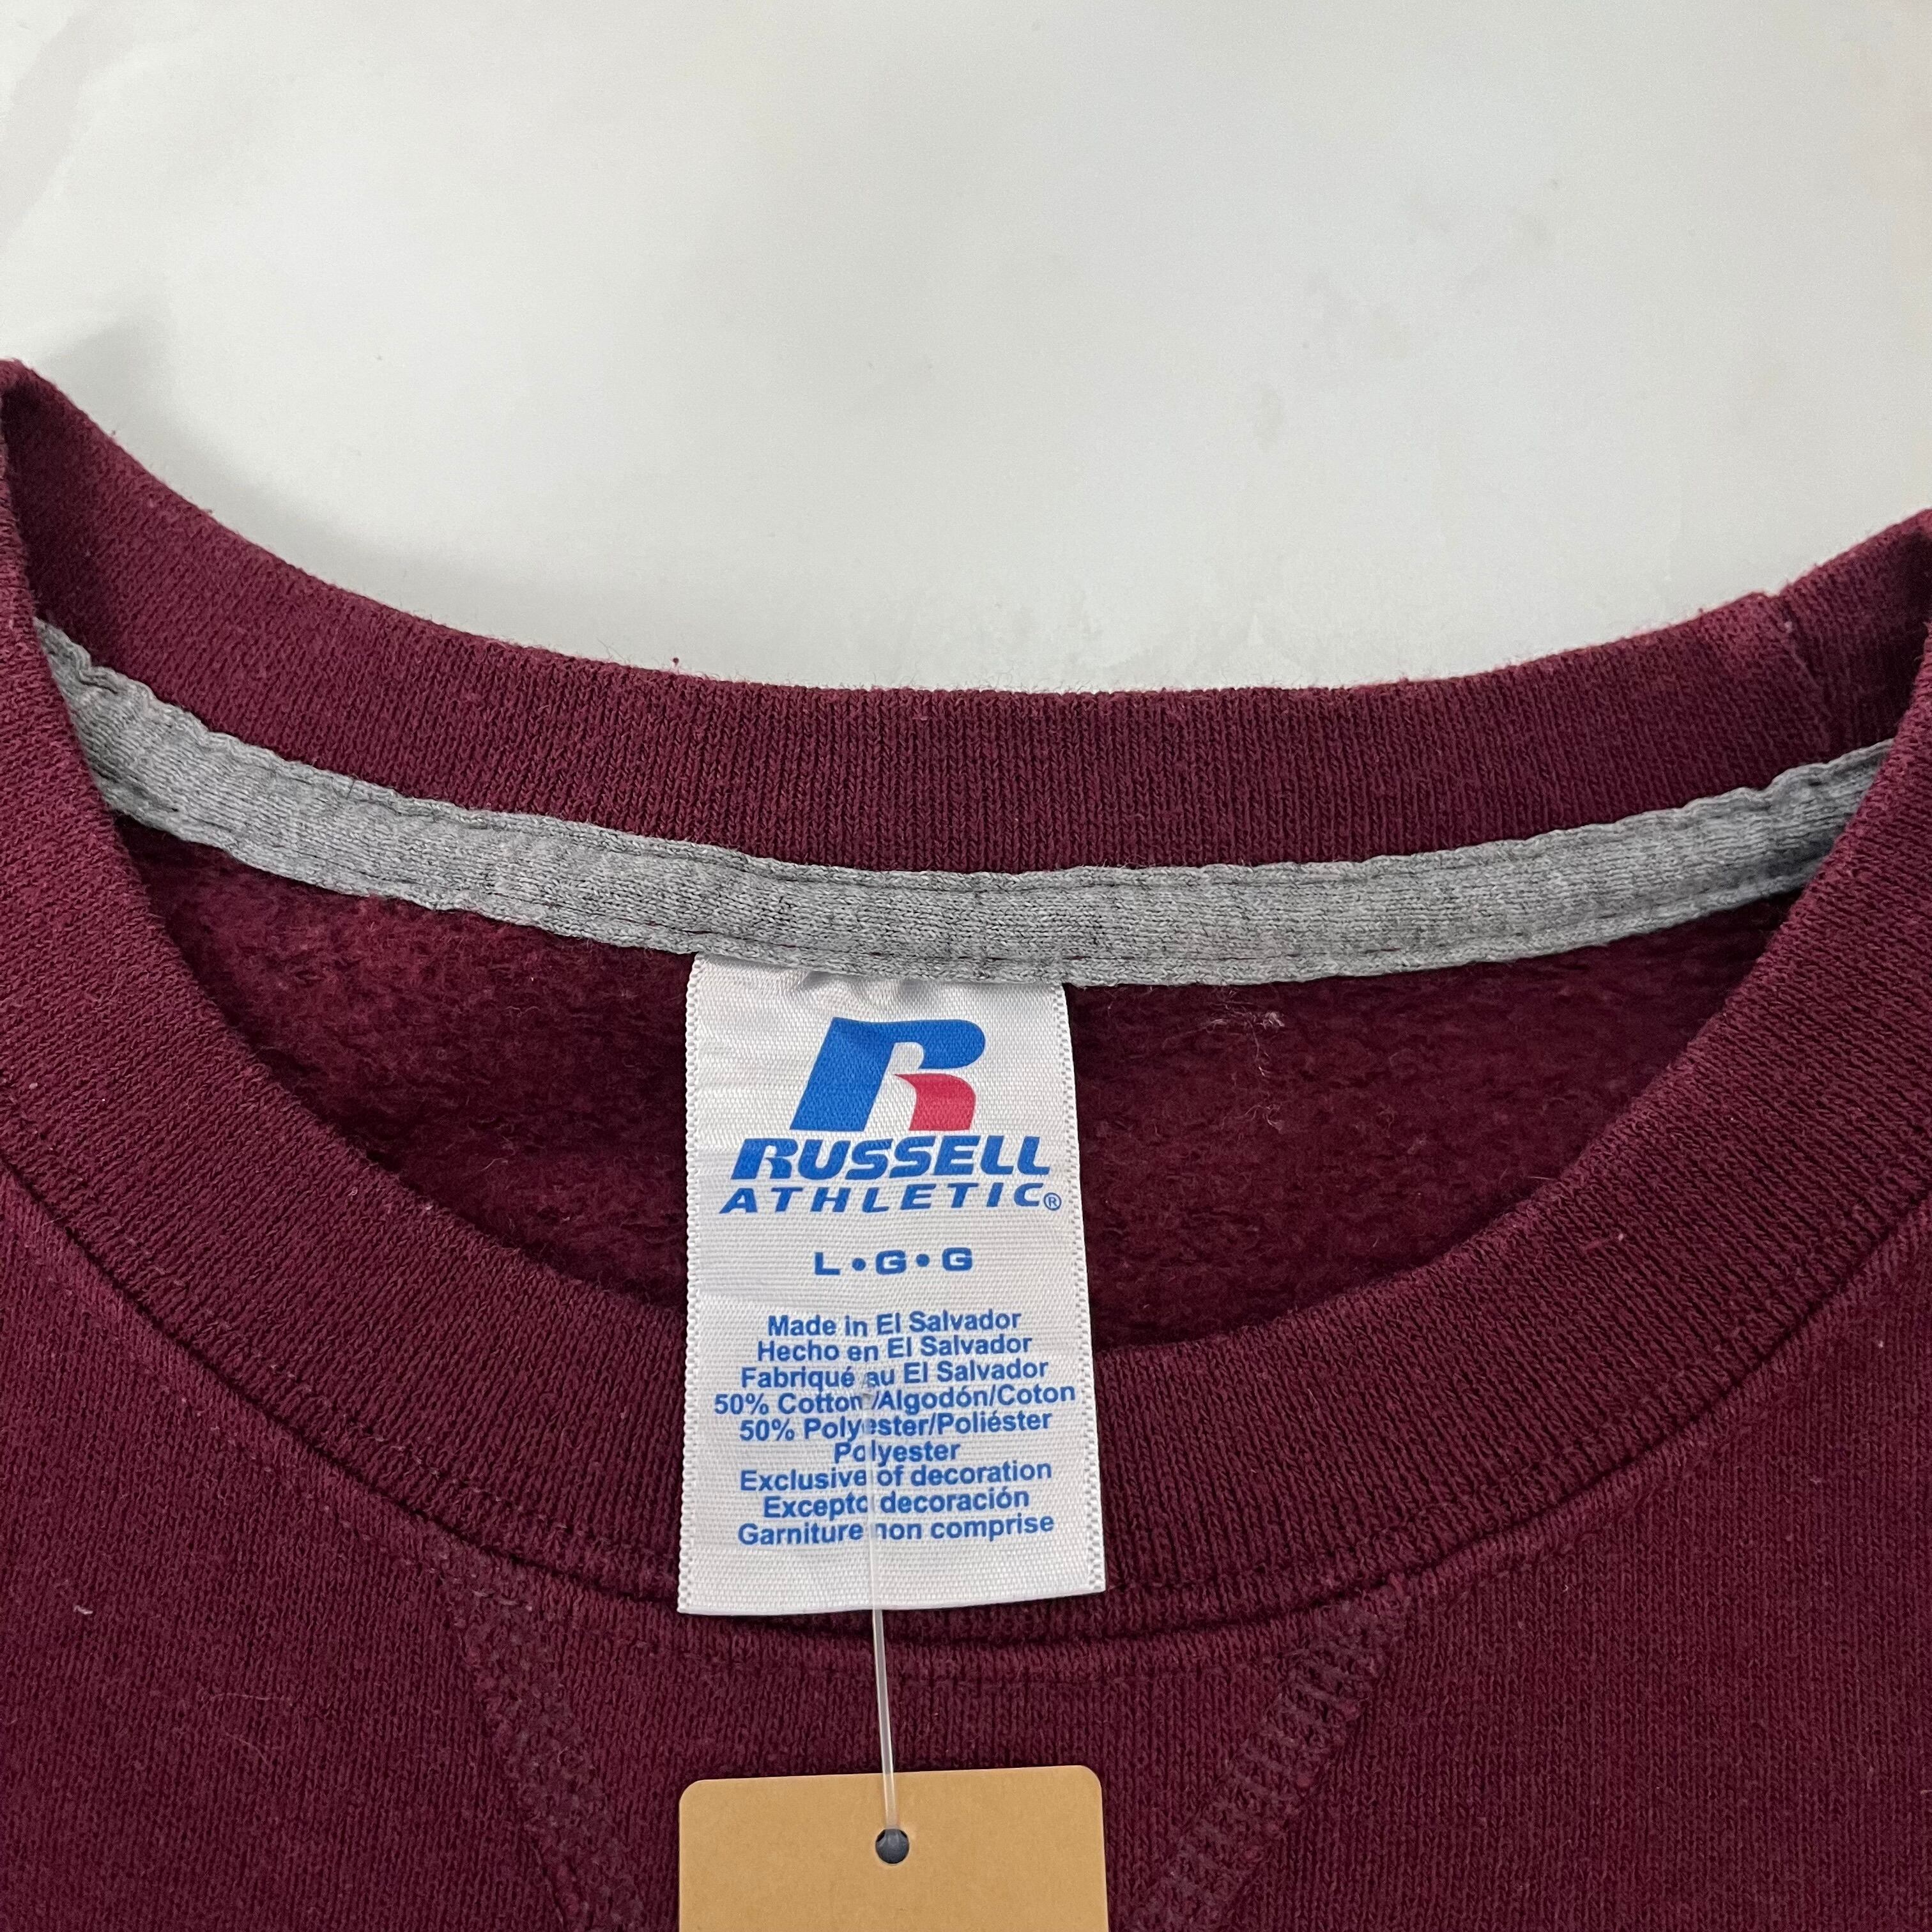 RUSSELL
ATHLETIC®
L•G•G
Made in El Salvador
Hecho en El Salvador
Fabriqué au El Salvador
50% Cotton/Algodón/Coton
50% Polyester/Poliéster
Polyester
Exclusive of decoration
Excepto decoración
Garniture non comprise